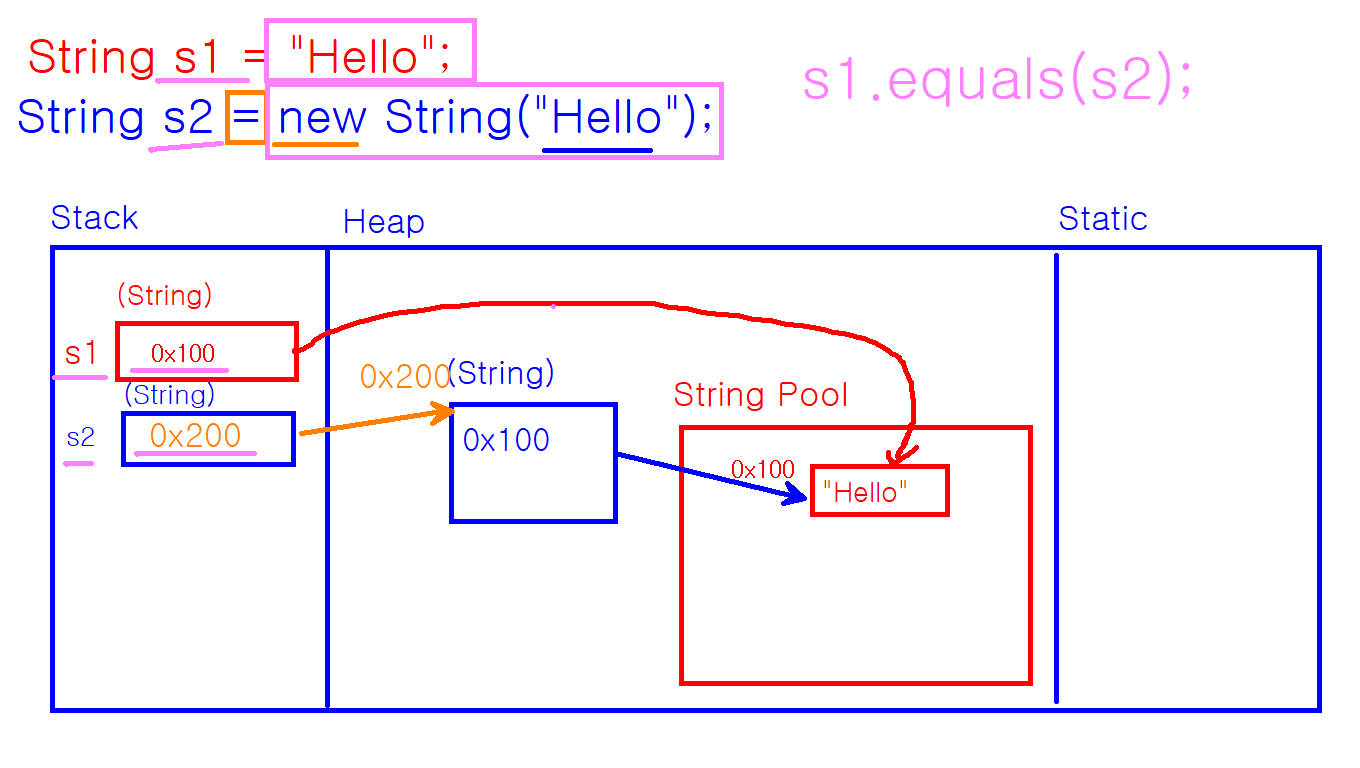 String s1 = "Hello";
s1.equals(s2);
String s2 = new String("Hello");
Stack
Heap
Static
(String)
s1
0x100
(String)
s2
0x200
0x200
(String)
0x100
String Pool
0x100
"Hello"